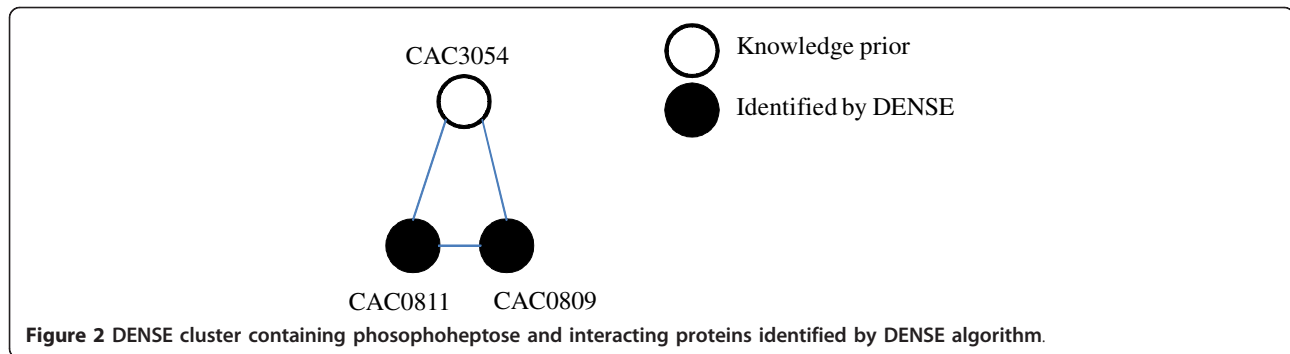 CAC3054
Knowledge prior
Identified by DENSE
CAC0811
CAC0809
Figure 2 DENSE cluster containing phosophoheptose and interacting proteins identified by DENSE algorithm.